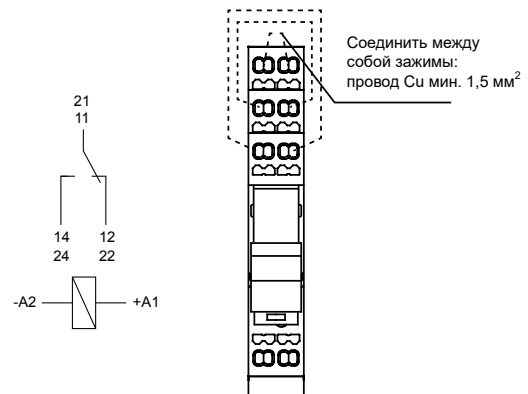 Соединить между
собой зажимы:
провод Cu мин. 1,5 мм²
21
11
14 12
24 22
-A2 +A1